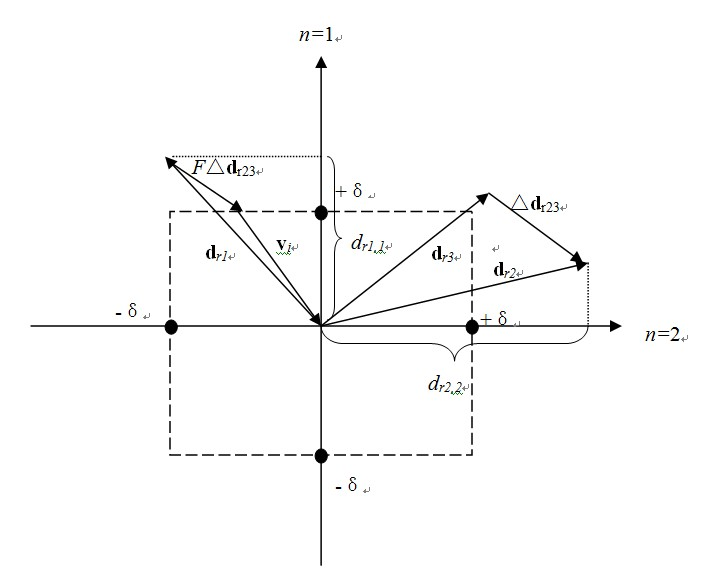 n=1↵
F△dr23↵
+ δ ↵
△dr23↵
dr1↵
vi↵
dr1,1↵
dr3↵
↵
dr2↵
- δ ↵
+ δ ↵
n=2↵
dr2,2↵
- δ ↵